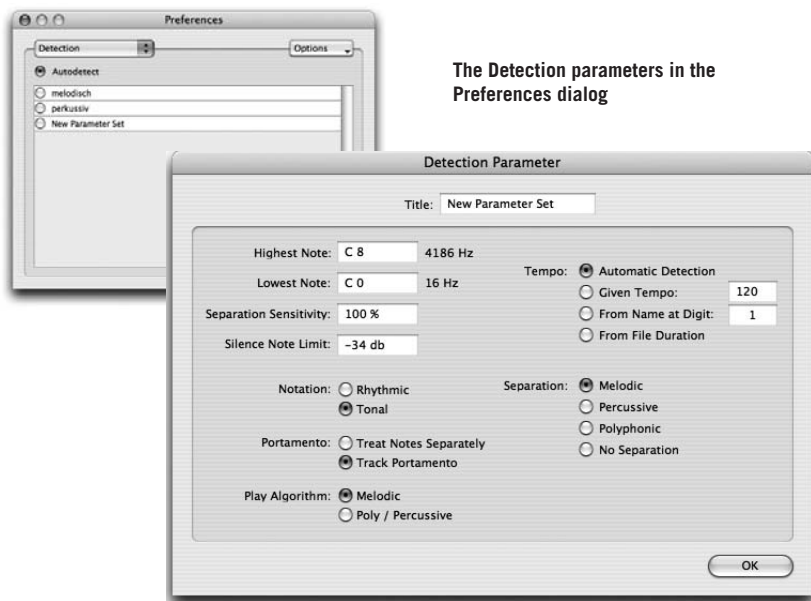 Preferences
Detection
Options
Autodetect
melodisch
perkussiv
New Parameter Set
The Detection parameters in the
Preferences dialog
Detection Parameter
Title: New Parameter Set
Highest Note: C 8 4186 Hz
Lowest Note: C 0 16 Hz
Separation Sensitivity: 100 %
Silence Note Limit: -34 db
Tempo: Automatic Detection
Given Tempo: 120
From Name at Digit: 1
From File Duration
Notation: Rhythmic
Tonal
Portamento: Treat Notes Separately
Track Portamento
Play Algorithm: Melodic
Poly / Percussive
Separation: Melodic
Percussive
Polyphonic
No Separation
OK